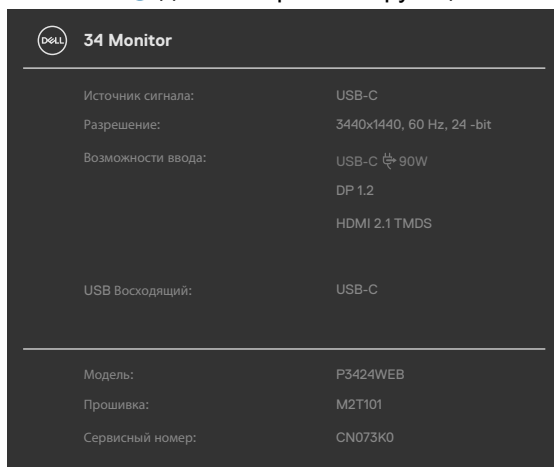 DELL 34 Monitor
Источник сигнала: USB-C
Разрешение: 3440x1440, 60 Hz, 24 -bit
Возможности ввода: USB-C 90W
DP 1.2
HDMI 2.1 TMDS
USB Восходящий: USB-C
Модель: P3424WEB
Прошивка: M2T101
Сервисный номер: CN073K0